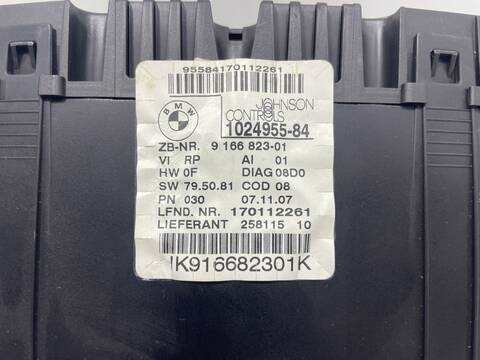 95584170112261
BMW
JOHNSON
CONTROLS
1024955-84
ZB-NR. 9 166 823-01
VI RP AI 01
HW 0F DIAG 08D0
SW 79.50.81 COD 08
PN 030 07.11.07
LFND. NR. 170112261
LIEFERANT 258115 10
!K916682301K